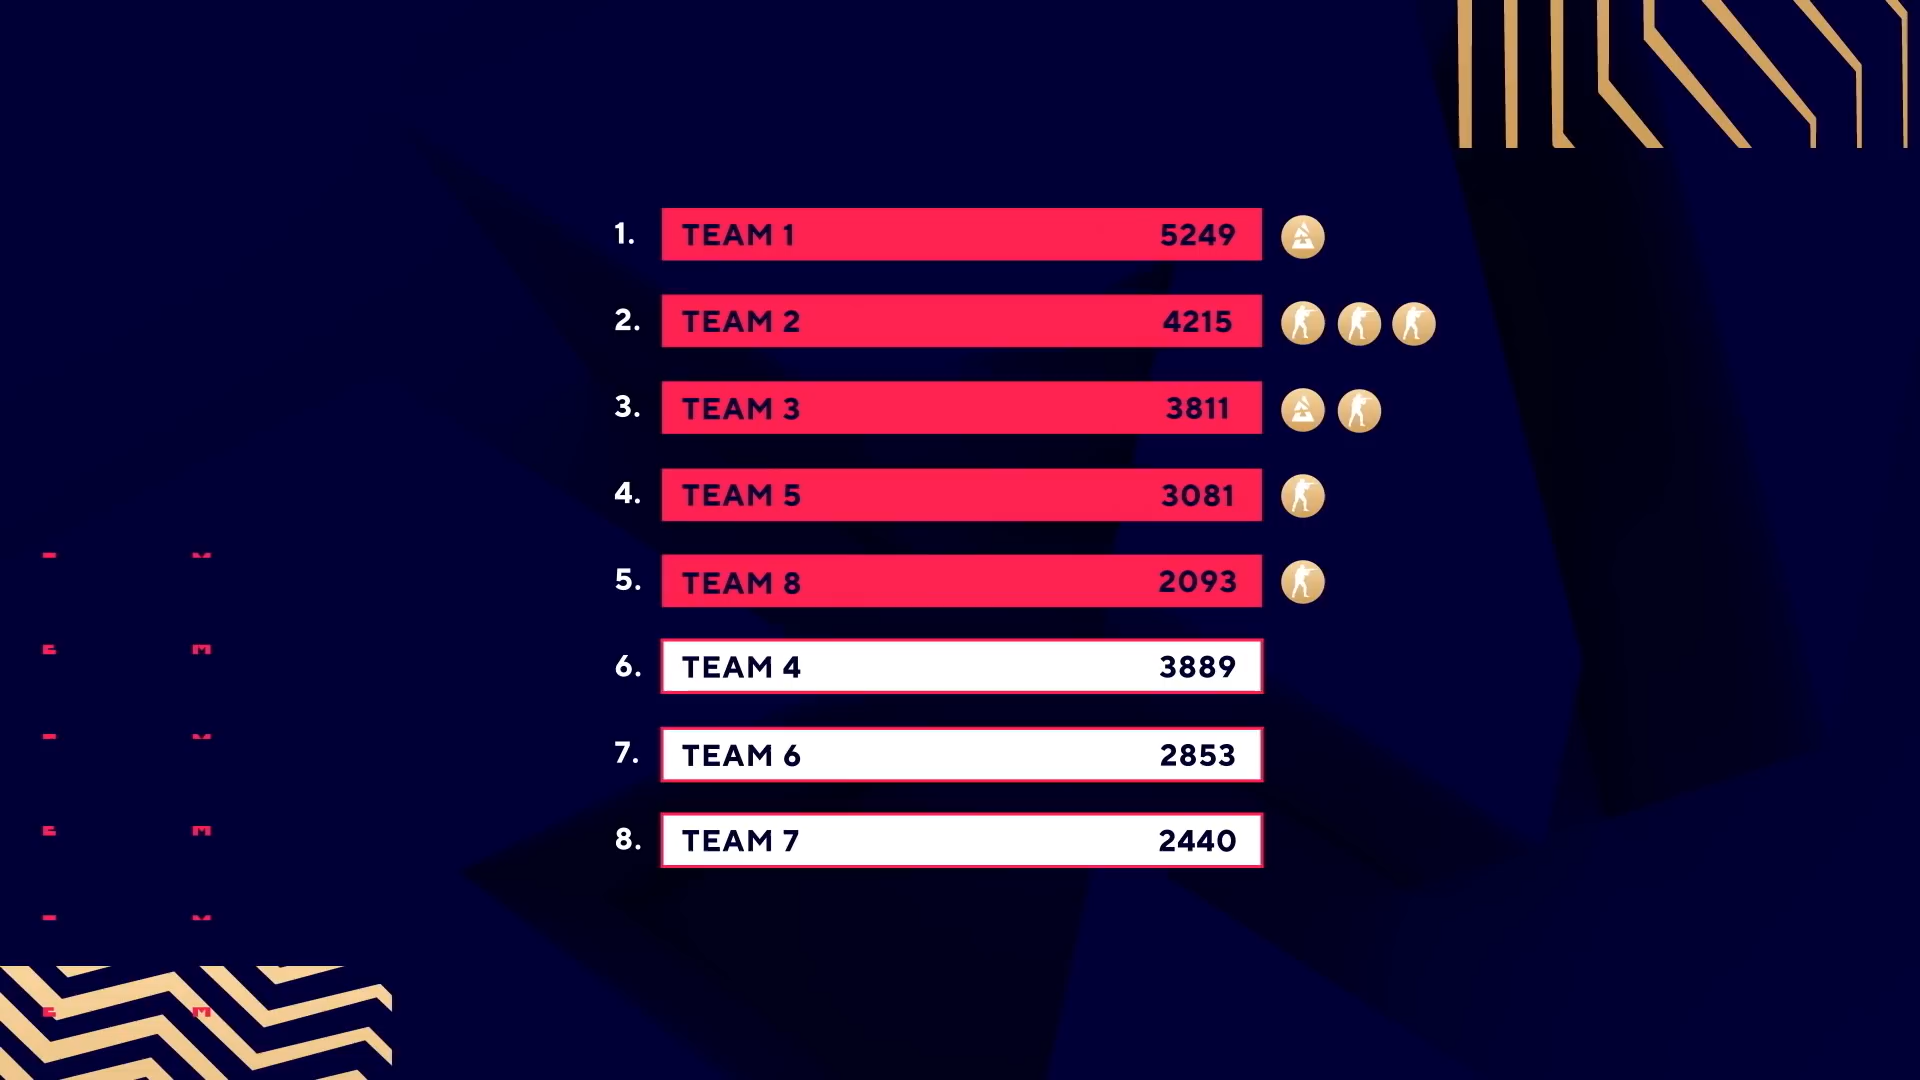 1. TEAM 1 5249
2. TEAM 2 4215
3. TEAM 3 3811
4. TEAM 5 3081
5. TEAM 8 2093
6. TEAM 4 3889
7. TEAM 6 2853
8. TEAM 7 2440